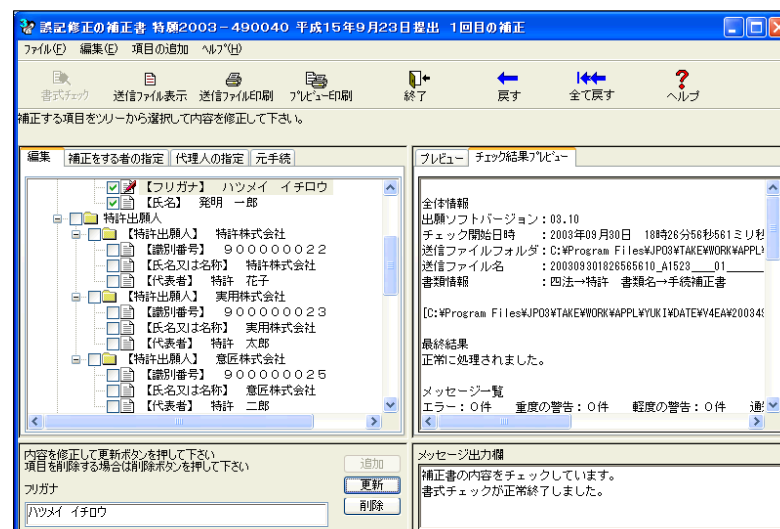 誤記修正の補正書 特願2003－490040 平成15年9月23日提出 1回目の補正
ファイル(F) 編集(E) 項目の追加 ヘルプ(H)
書式チェック 送信ファイル表示 送信ファイル印刷 プレビュー印刷 終了 戻す 全て戻す ヘルプ
補正する項目をツリーから選択して内容を修正して下さい。
編集 補正をする者の指定 代理人の指定 元手続
【フリガナ】 ハツメイ イチロウ
【氏名】 発明 一郎
特許出願人
【特許出願人】 特許株式会社
【識別番号】 900000022
【氏名又は名称】 特許株式会社
【代表者】 特許 花子
【特許出願人】 実用株式会社
【識別番号】 900000023
【氏名又は名称】 実用株式会社
【代表者】 特許 太郎
【特許出願人】 意匠株式会社
【識別番号】 900000025
【氏名又は名称】 意匠株式会社
【代表者】 特許 二郎
プレビュー チェック結果プレビュー
全体情報
出願ソフトバージョン：03.10
チェック開始日時 ：2003年09月30日 18時26分56秒561ミリ秒
送信ファイルフォルダ：C:¥Program Files¥JPO3¥TAKE¥WORK¥APPL¥
送信ファイル名 ：200309301826565610_A1523____01_____
書類情報 ：四法→特許 書類名→手続補正書
[C:¥Program Files¥JPO3¥TAKE¥WORK¥APPL¥YUKI¥DATE¥V4EA¥200349
最終結果
正常に処理されました。
メッセージ一覧
エラー：0件 重度の警告：0件 軽度の警告：0件
内容を修正して更新ボタンを押して下さい
項目を削除する場合は削除ボタンを押して下さい
追加
フリガナ
更新
ハツメイ イチロウ
削除
メッセージ出力欄
補正書の内容をチェックしています。
書式チェックが正常終了しました。